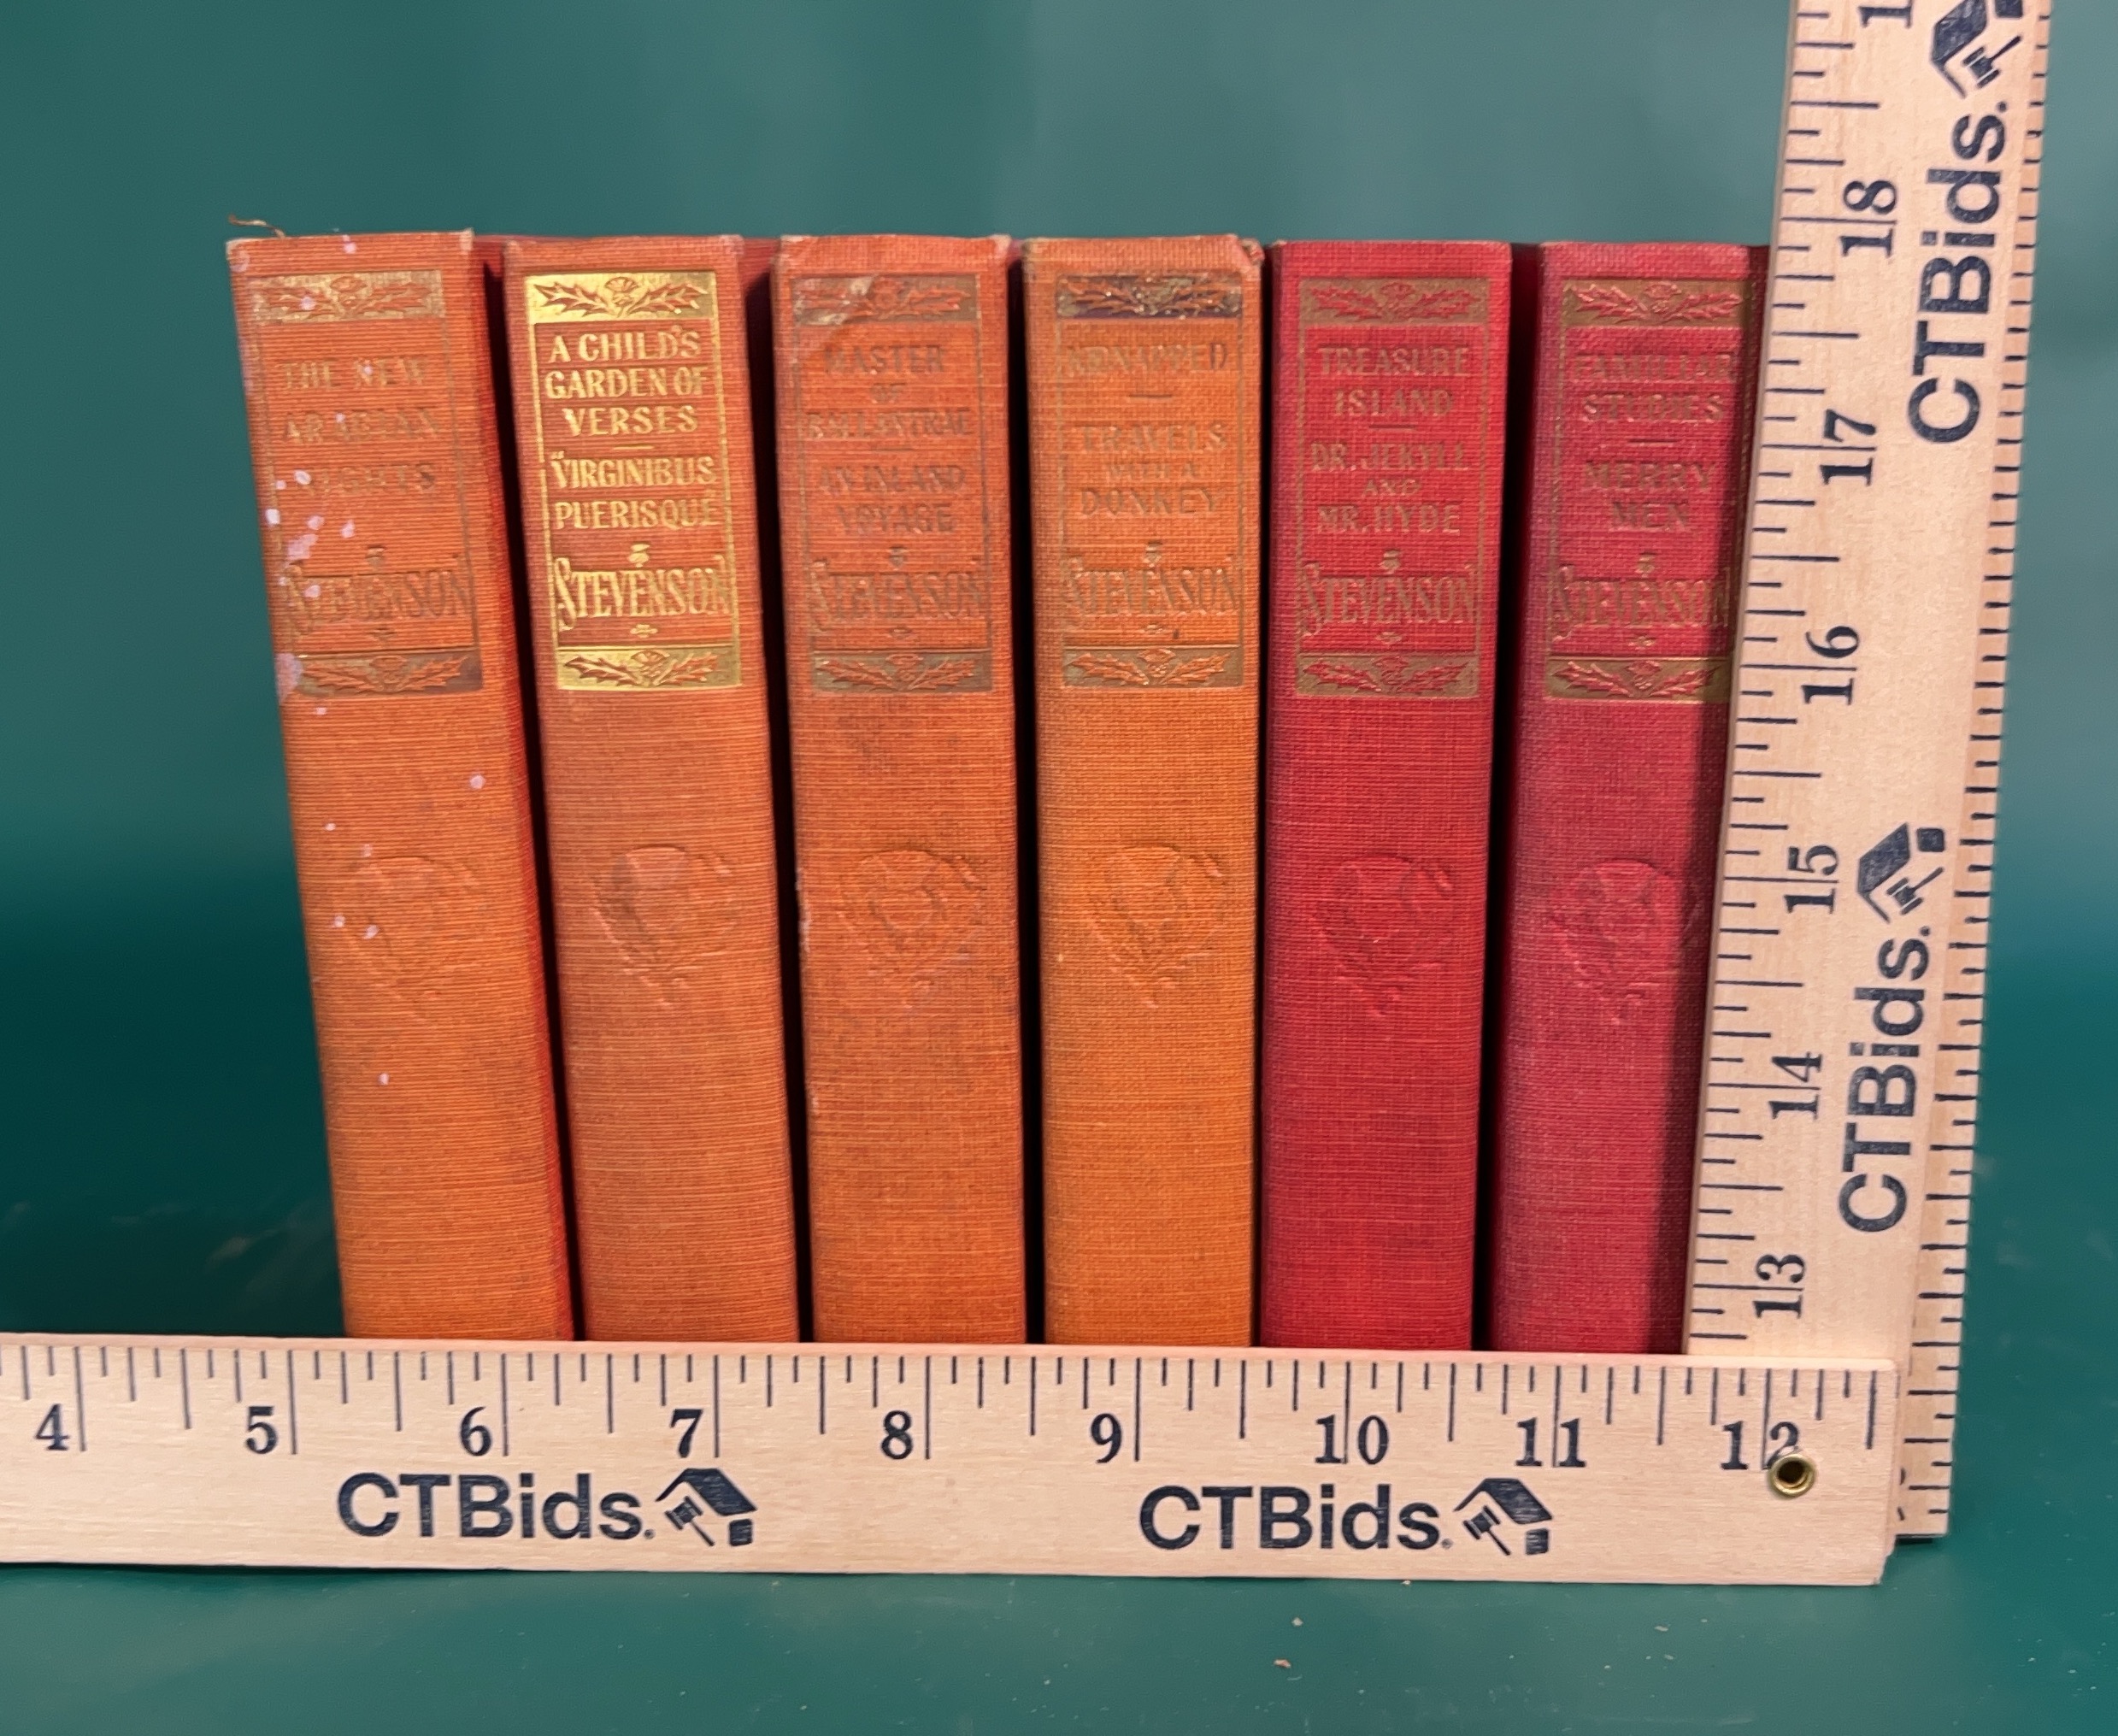 THE NEW
ARABIAN
NIGHTS
STEVENSON
A CHILD'S
GARDEN OF
VERSES
"VIRGINIBUS
PUERISQUE
STEVENSON
MASTER
OF
BALLANTRAE
AN INLAND
VOYAGE
STEVENSON
KIDNAPPED
TRAVELS
WITH A
DONKEY
STEVENSON
TREASURE
ISLAND
DR. JEKYLL
AND
MR. HYDE
STEVENSON
FAMILIAR
STUDIES
MERRY
MEN
STEVENSON
18
17
16
15
14
13
CTBids.
CTBids.
4 5 6 7 8 9 10 11 12
CTBids. CTBids.